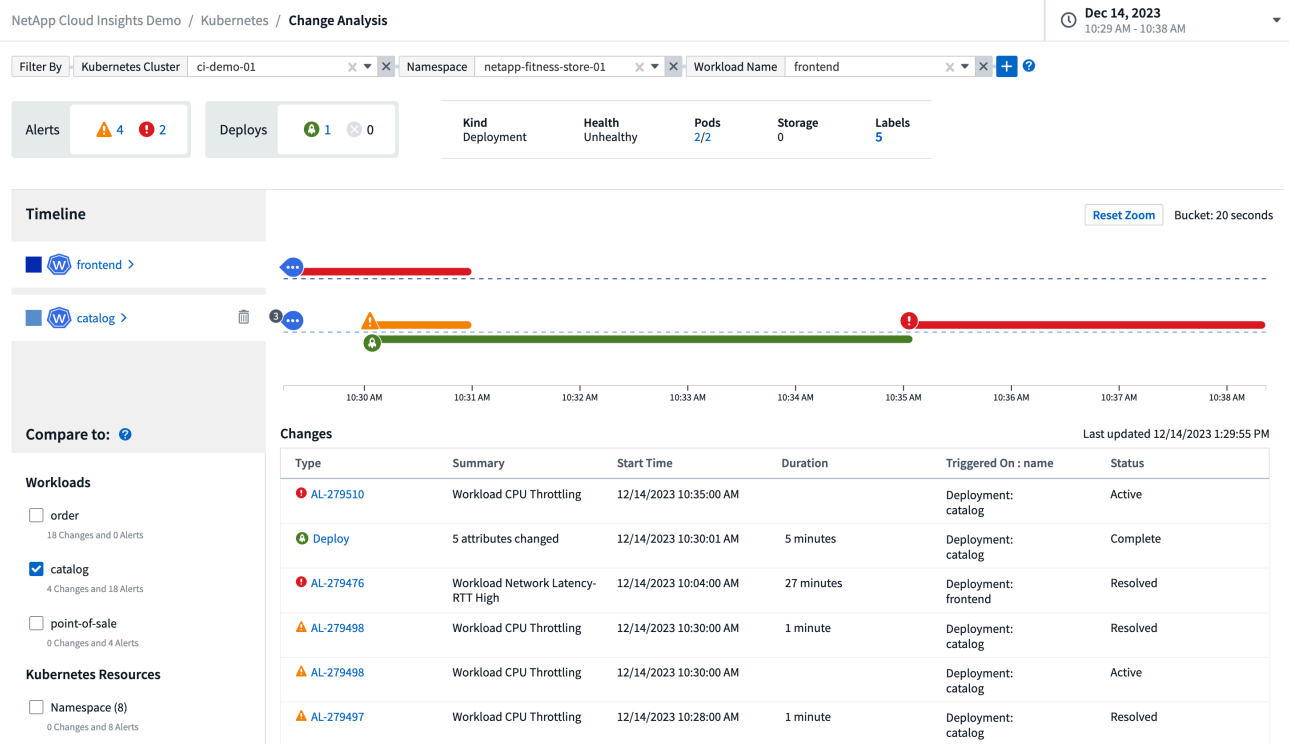 NetApp Cloud Insights Demo / Kubernetes / Change Analysis
Dec 14, 2023
10:29 AM - 10:38 AM
Filter By Kubernetes Cluster ci-demo-01 Namespace netapp-fitness-store-01 Workload Name frontend
Alerts 4 2 Deploys 1 0
Kind Health Pods Storage Labels
Deployment Unhealthy 2/2 0 5
Timeline
Reset Zoom Bucket: 20 seconds
frontend
catalog
3
10:30 AM 10:31 AM 10:32 AM 10:33 AM 10:34 AM 10:35 AM 10:36 AM 10:37 AM 10:38 AM
Compare to:
Workloads
order
18 Changes and 0 Alerts
catalog
4 Changes and 18 Alerts
point-of-sale
0 Changes and 4 Alerts
Kubernetes Resources
Namespace (8)
0 Changes and 8 Alerts
Changes Last updated 12/14/2023 1:29:55 PM
Type Summary Start Time Duration Triggered On : name Status
AL-279510 Workload CPU Throttling 12/14/2023 10:35:00 AM Deployment: Active
catalog
Deploy 5 attributes changed 12/14/2023 10:30:01 AM 5 minutes Deployment: Complete
catalog
AL-279476 Workload Network Latency- 12/14/2023 10:04:00 AM 27 minutes Deployment: Resolved
RTT High frontend
AL-279498 Workload CPU Throttling 12/14/2023 10:30:00 AM 1 minute Deployment: Resolved
catalog
AL-279498 Workload CPU Throttling 12/14/2023 10:30:00 AM Deployment: Active
catalog
AL-279497 Workload CPU Throttling 12/14/2023 10:28:00 AM 1 minute Deployment: Resolved
catalog